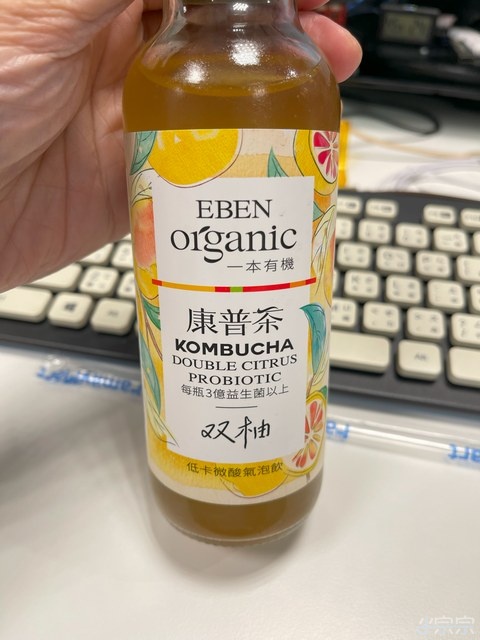 EBEN
organic
一本有機
康普茶
KOMBUCHA
DOUBLE CITRUS
PROBIOTIC
每瓶3億益生菌以上
双柚
低卡微酸氣泡飲
FamilyMart